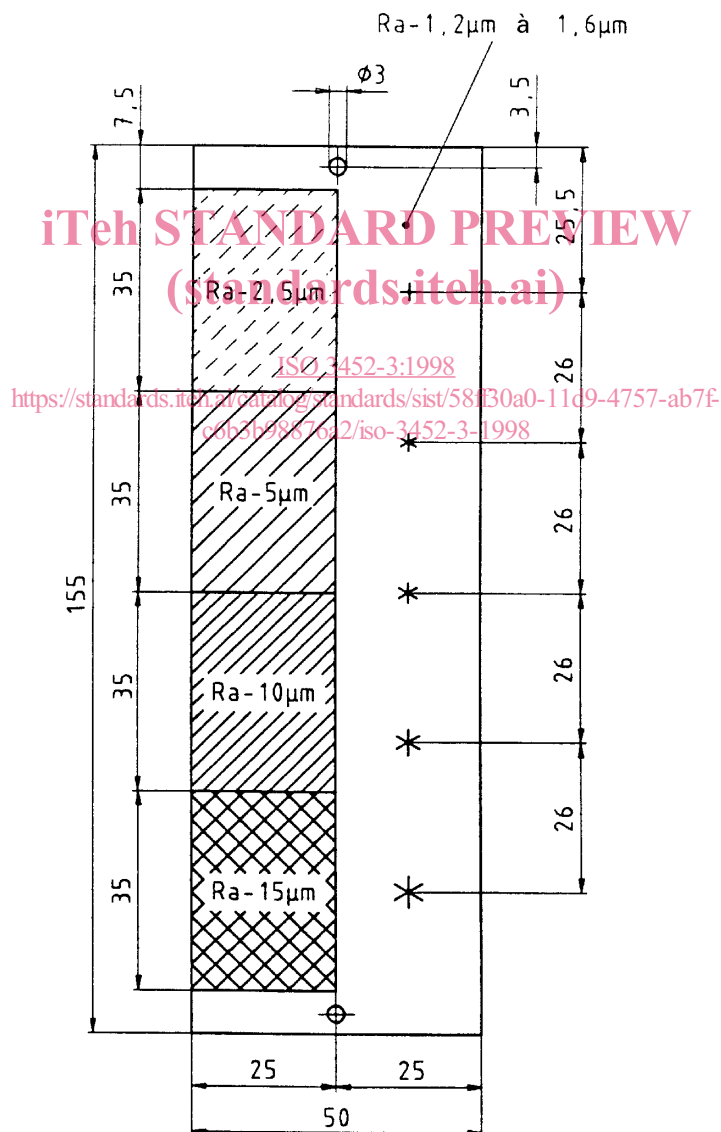 Ra-1,2µm à 1,6µm
ø3
7,5
3,5
25,5
iTeh STANDARD PREVIEW
(standards.iteh.ai)
35
Ra-2,5µm
26
ISO 3452-3:1998
https://standards.iteh.ai/catalog/standards/sist/58ff30a0-11d9-4757-ab7f-
c6b3b98876a2/iso-3452-3-1998
35
Ra-5µm
26
155
35
Ra-10µm
26
35
Ra-15µm
26
25
25
50